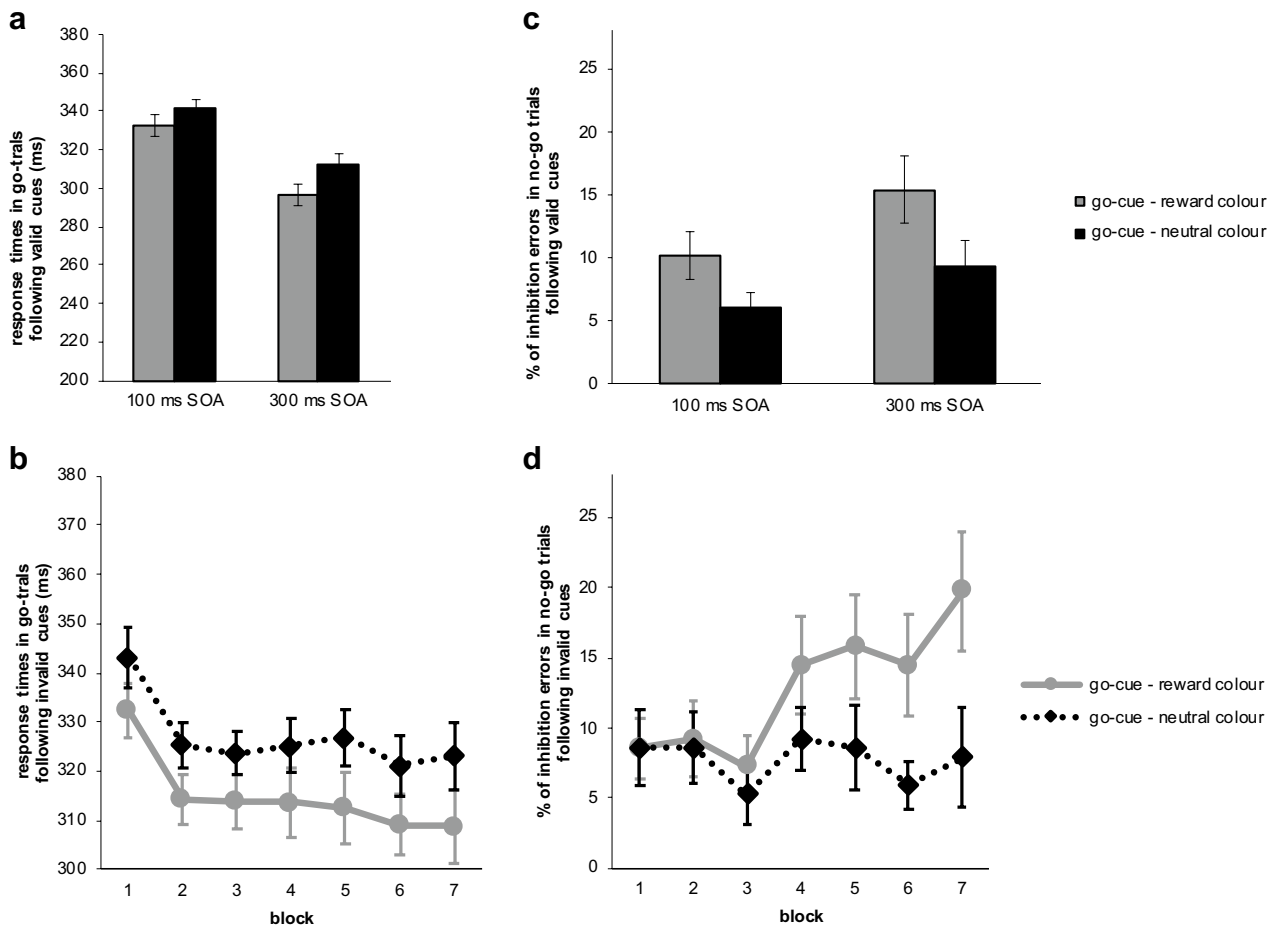 a
380
360
340
320
300
280
260
240
220
200
response times in go-trals
following valid cues (ms)
100 ms SOA
300 ms SOA
c
25
20
15
10
5
0
% of inhibition errors in no-go trials
following valid cues
100 ms SOA
300 ms SOA
go-cue - reward colour
go-cue - neutral colour
b
380
370
360
350
340
330
320
310
300
response times in go-trals
following invalid cues (ms)
1 2 3 4 5 6 7
block
d
25
20
15
10
5
0
% of inhibition errors in no-go trials
following invalid cues
1 2 3 4 5 6 7
block
go-cue - reward colour
go-cue - neutral colour